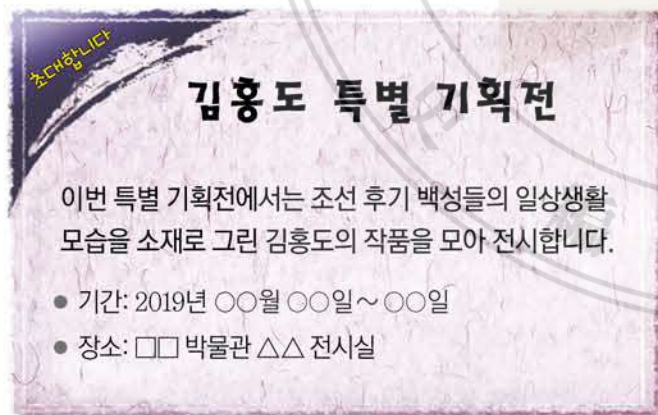 초대합니다
김홍도 특별 기획전
이번 특별 기획전에서는 조선 후기 백성들의 일상생활
모습을 소재로 그린 김홍도의 작품을 모아 전시합니다.
● 기간: 2019년 ○○월 ○○일~○○일
● 장소: □□ 박물관 △△ 전시실